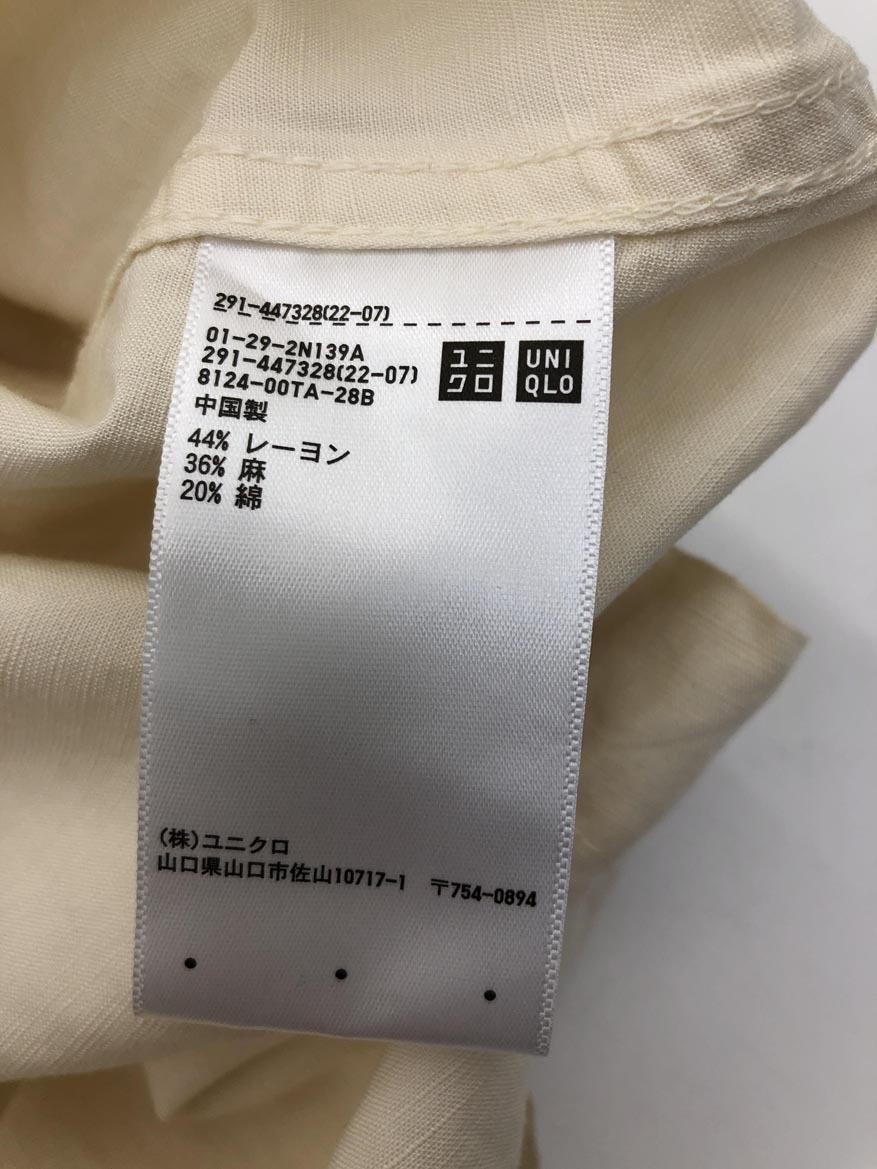 291-447328(22-07)
01-29-2N139A
291-447328(22-07)
8124-00TA-28B
中国製
ユニ
クロ
UNI
QLO
44% レーヨン
36% 麻
20% 綿
(株)ユニクロ
山口県山口市佐山10717-1 〒754-0894